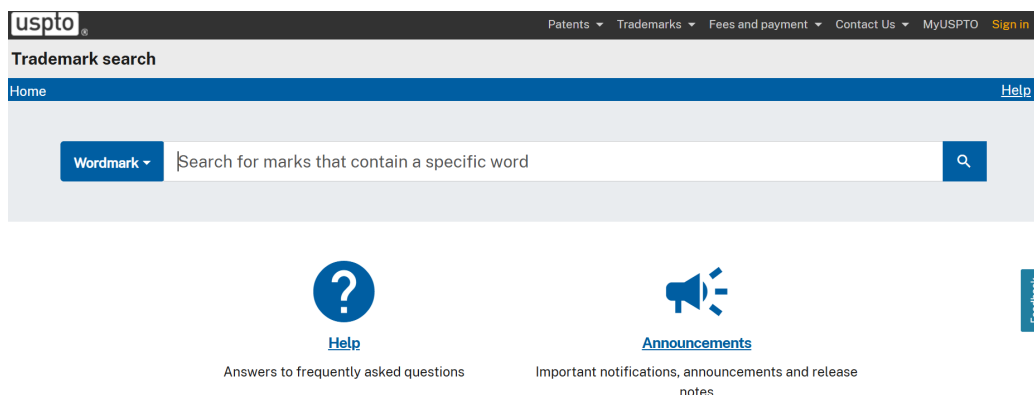 uspto®
Patents Trademarks Fees and payment Contact Us MyUSPTO Sign in
Trademark search
Home Help
Wordmark Search for marks that contain a specific word
Feedback
Help Announcements
Answers to frequently asked questions Important notifications, announcements and release
notes